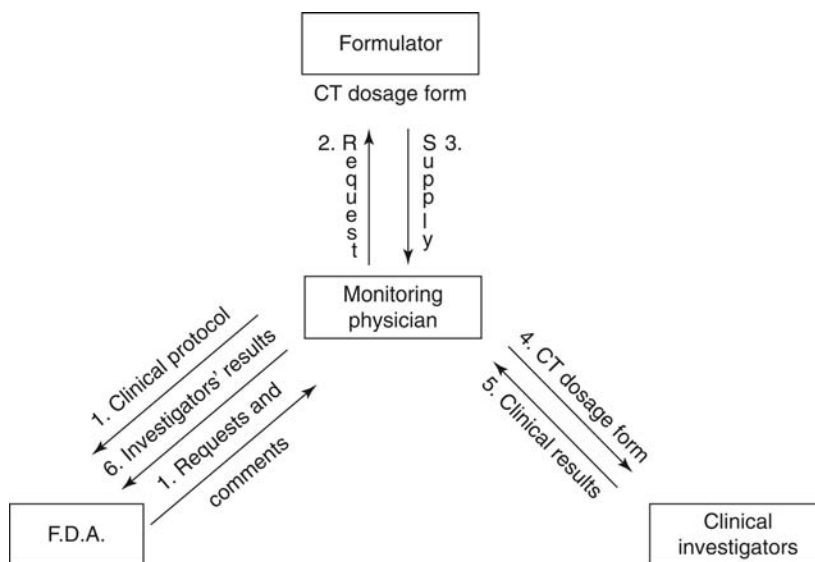 Formulator
CT dosage form
2. Request
Supply 3.
Monitoring
physician
1. Clinical protocol
6. Investigators' results
1. Requests and
comments
4. CT dosage form
5. Clinical results
F.D.A.
Clinical
investigators